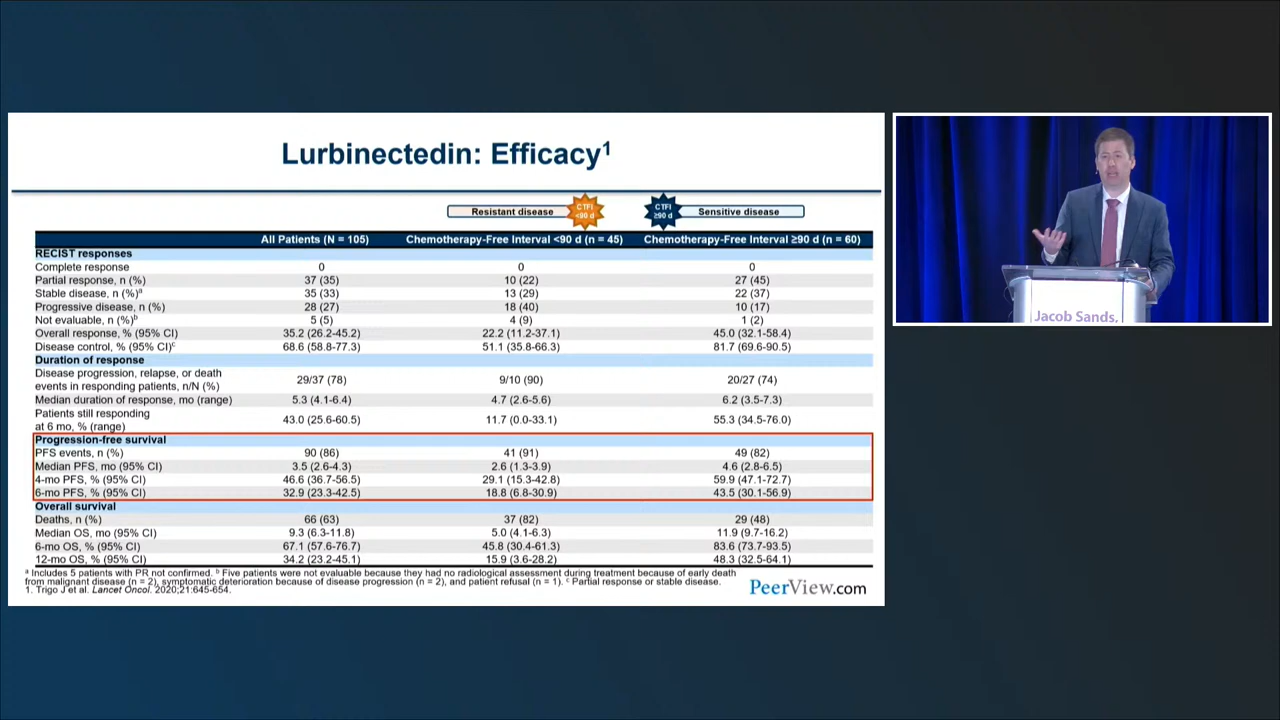 Lurbinectedin: Efficacy1
Resistant disease
CTFI
<90 d
CTFI
≥90 d
Sensitive disease
All Patients (N = 105) Chemotherapy-Free Interval <90 d (n = 45) Chemotherapy-Free Interval ≥90 d (n = 60)
RECIST responses
Complete response 0 0 0
Partial response, n (%) 37 (35) 10 (22) 27 (45)
Stable disease, n (%)a 35 (33) 13 (29) 22 (37)
Progressive disease, n (%) 28 (27) 18 (40) 10 (17)
Not evaluable, n (%)b 5 (5) 4 (9) 1 (2)
Overall response, % (95% CI) 35.2 (26.2-45.2) 22.2 (11.2-37.1) 45.0 (32.1-58.4)
Disease control, % (95% CI)c 68.6 (58.8-77.3) 51.1 (35.8-66.3) 81.7 (69.6-90.5)
Duration of response
Disease progression, relapse, or death
events in responding patients, n/N (%) 29/37 (78) 9/10 (90) 20/27 (74)
Median duration of response, mo (range) 5.3 (4.1-6.4) 4.7 (2.6-5.6) 6.2 (3.5-7.3)
Patients still responding
at 6 mo, % (range) 43.0 (25.6-60.5) 11.7 (0.0-33.1) 55.3 (34.5-76.0)
Progression-free survival
PFS events, n (%) 90 (86) 41 (91) 49 (82)
Median PFS, mo (95% CI) 3.5 (2.6-4.3) 2.6 (1.3-3.9) 4.6 (2.8-6.5)
4-mo PFS, % (95% CI) 46.6 (36.7-56.5) 29.1 (15.3-42.8) 59.9 (47.1-72.7)
6-mo PFS, % (95% CI) 32.9 (23.3-42.5) 18.8 (6.8-30.9) 43.5 (30.1-56.9)
Overall survival
Deaths, n (%) 66 (63) 37 (82) 29 (48)
Median OS, mo (95% CI) 9.3 (6.3-11.8) 5.0 (4.1-6.3) 11.9 (9.7-16.2)
6-mo OS, % (95% CI) 67.1 (57.6-76.7) 45.8 (30.4-61.3) 83.6 (73.7-93.5)
12-mo OS, % (95% CI) 34.2 (23.2-45.1) 15.9 (3.6-28.2) 48.3 (32.5-64.1)
a Includes 5 patients with PR not confirmed. b Five patients were not evaluable because they had no radiological assessment during treatment because of early death
from malignant disease (n = 2), symptomatic deterioration because of disease progression (n = 2), and patient refusal (n = 1). c Partial response or stable disease.
1. Trigo J et al. Lancet Oncol. 2020;21:645-654.
PeerView.com
Jacob Sands,